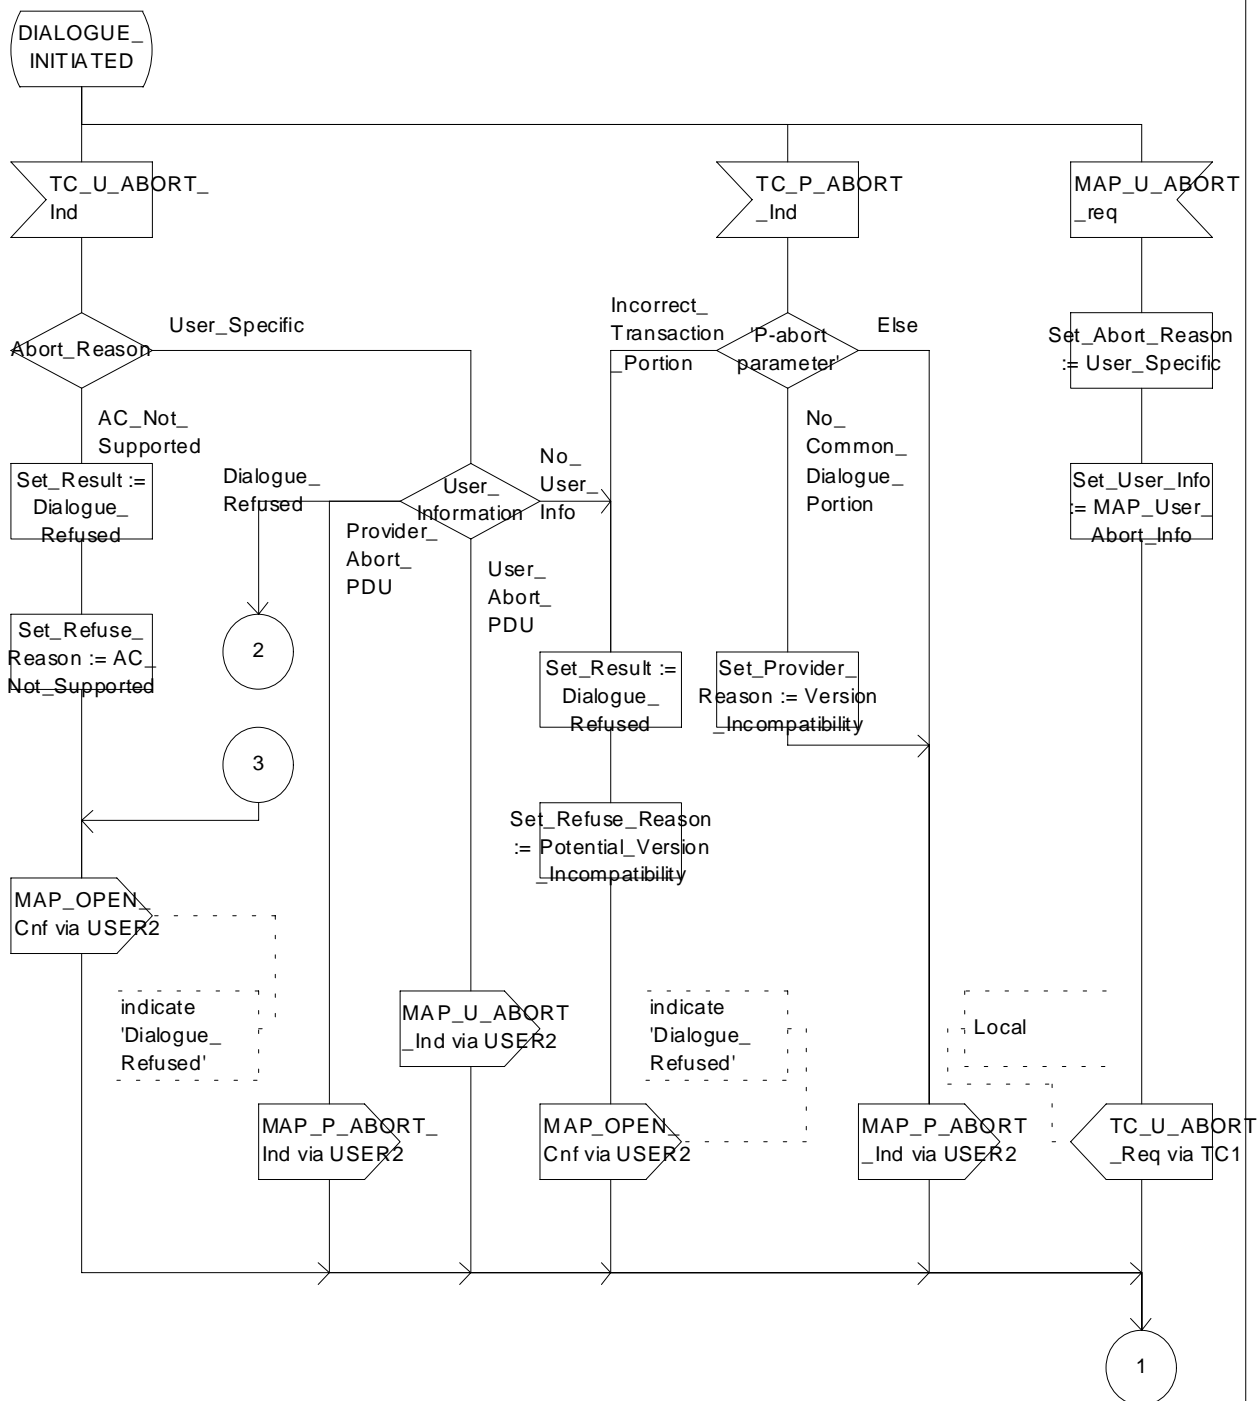 DIALOGUE_
INITIATED
TC_U_ABORT_
Ind
TC_P_ABORT
_Ind
MAP_U_ABORT
_req
Abort_Reason
User_Specific
Incorrect_
Transaction
_Portion
'P-abort
parameter'
Else
Set_Abort_Reason
:= User_Specific
AC_Not_
Supported
No_
Common_
Dialogue_
Portion
Set_Result :=
Dialogue_
Refused
Dialogue_
Refused
User_
Information
No_
User_
Info
Set_User_Info
:= MAP_User_
Abort_Info
Provider_
Abort_
PDU
User_
Abort_
PDU
Set_Refuse_
Reason := AC_
Not_Supported
2
Set_Result :=
Dialogue_
Refused
Set_Provider_
Reason := Version
_Incompatibility
3
Set_Refuse_Reason
:= Potential_Version
_Incompatibility
MAP_OPEN_
Cnf via USER2
indicate
'Dialogue_
Refused'
MAP_U_ABORT
_Ind via USER2
indicate
'Dialogue_
Refused'
Local
MAP_P_ABORT_
Ind via USER2
MAP_OPEN_
Cnf via USER2
MAP_P_ABORT
_Ind via USER2
TC_U_ABORT
_Req via TC1
1